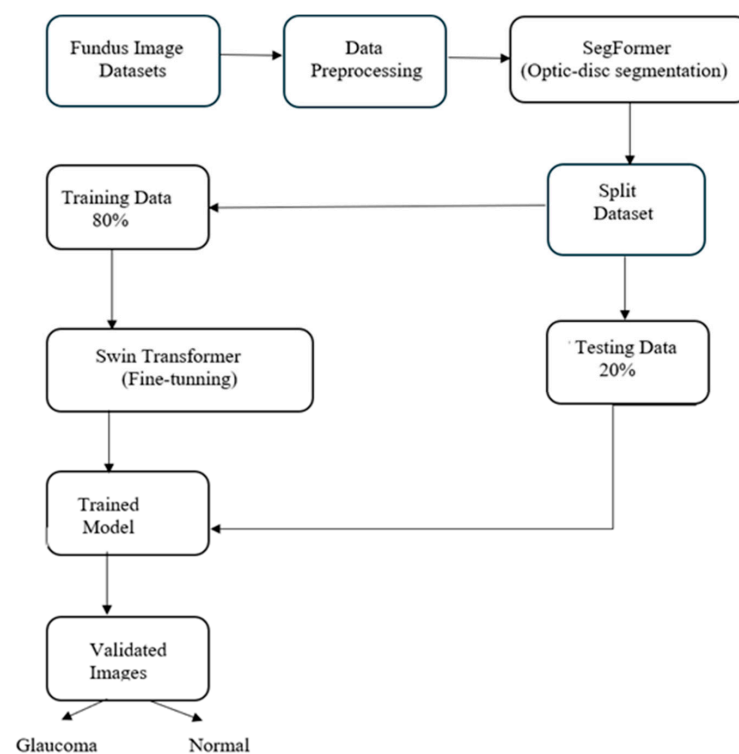 Fundus Image
Datasets
Data
Preprocessing
SegFormer
(Optic-disc segmentation)
Training Data
80%
Split
Dataset
Swin Transformer
(Fine-tunning)
Testing Data
20%
Trained
Model
Validated
Images
Glaucoma
Normal